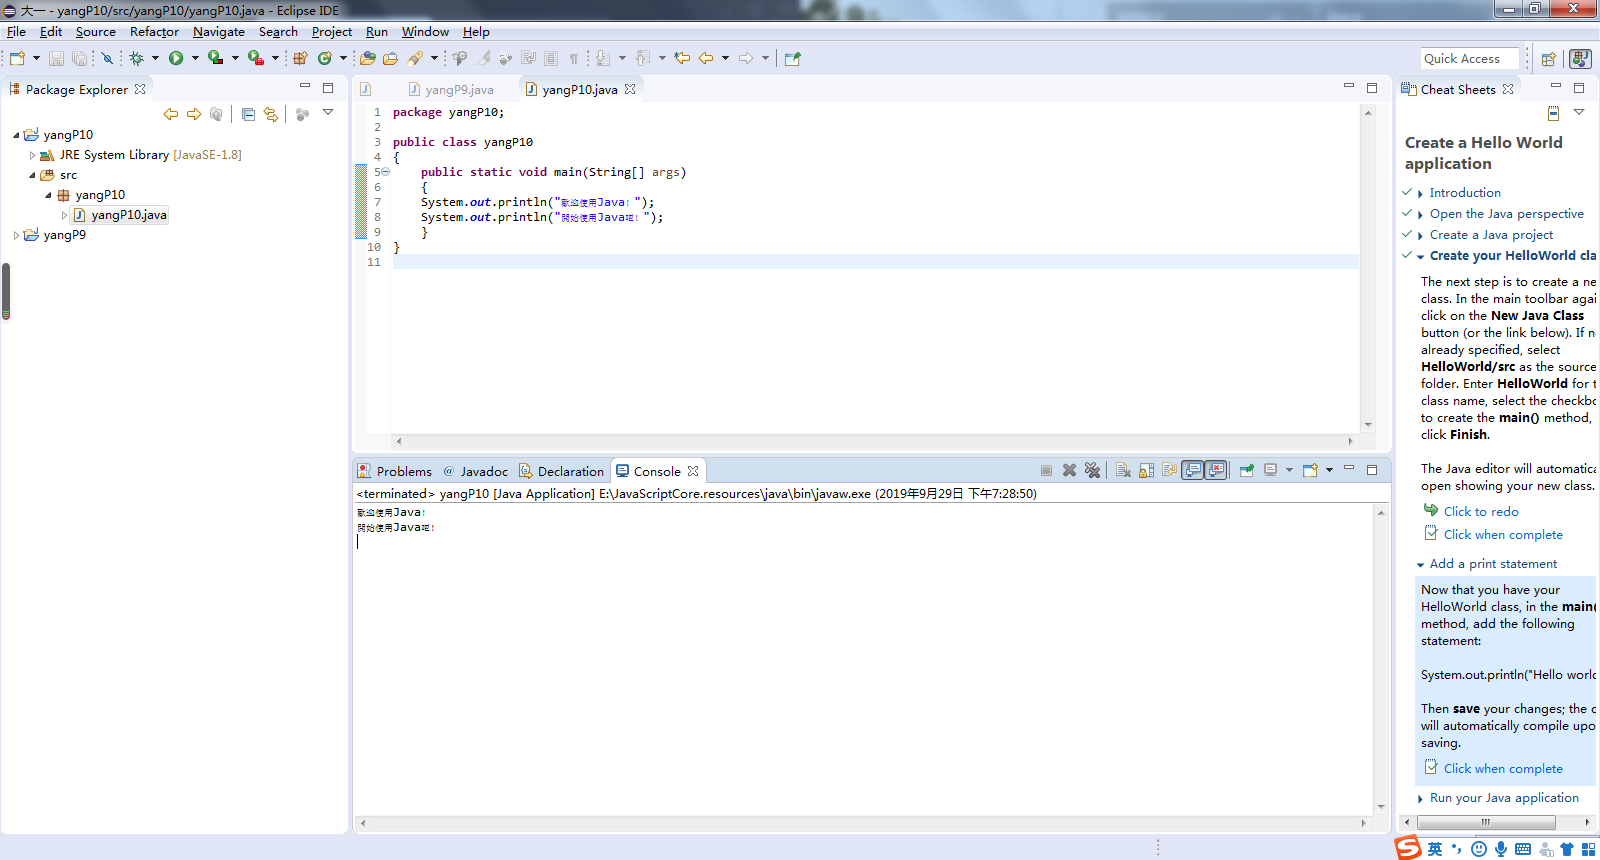 大一 - yangP10/src/yangP10/yangP10.java - Eclipse IDE
File Edit Source Refactor Navigate Search Project Run Window Help
Quick Access
Package Explorer
yangP10
JRE System Library [JavaSE-1.8]
src
yangP10
yangP10.java
yangP9
yangP9.java
yangP10.java
1 package yangP10;
2
3 public class yangP10
4 {
5 public static void main(String[] args)
6 {
7 System.out.println("歡迎使用Java! ");
8 System.out.println("開始使用Java吧! ");
9 }
10 }
11
Problems @ Javadoc Declaration Console
<terminated> yangP10 [Java Application] E:\JavaScriptCore.resources\java\bin\javaw.exe (2019年9月29日 下午7:28:50)
歡迎使用Java!
開始使用Java吧!
Cheat Sheets
Create a Hello World
application
Introduction
Open the Java perspective
Create a Java project
Create your HelloWorld cla
The next step is to create a ne
class. In the main toolbar agai
click on the New Java Class
button (or the link below). If n
already specified, select
HelloWorld/src as the source
folder. Enter HelloWorld for t
class name, select the checkbo
to create the main() method,
click Finish.
The Java editor will automatica
open showing your new class.
Click to redo
Click when complete
Add a print statement
Now that you have your
HelloWorld class, in the main(
method, add the following
statement:
System.out.println("Hello world
Then save your changes; the c
will automatically compile upo
saving.
Click when complete
Run your Java application
S 英